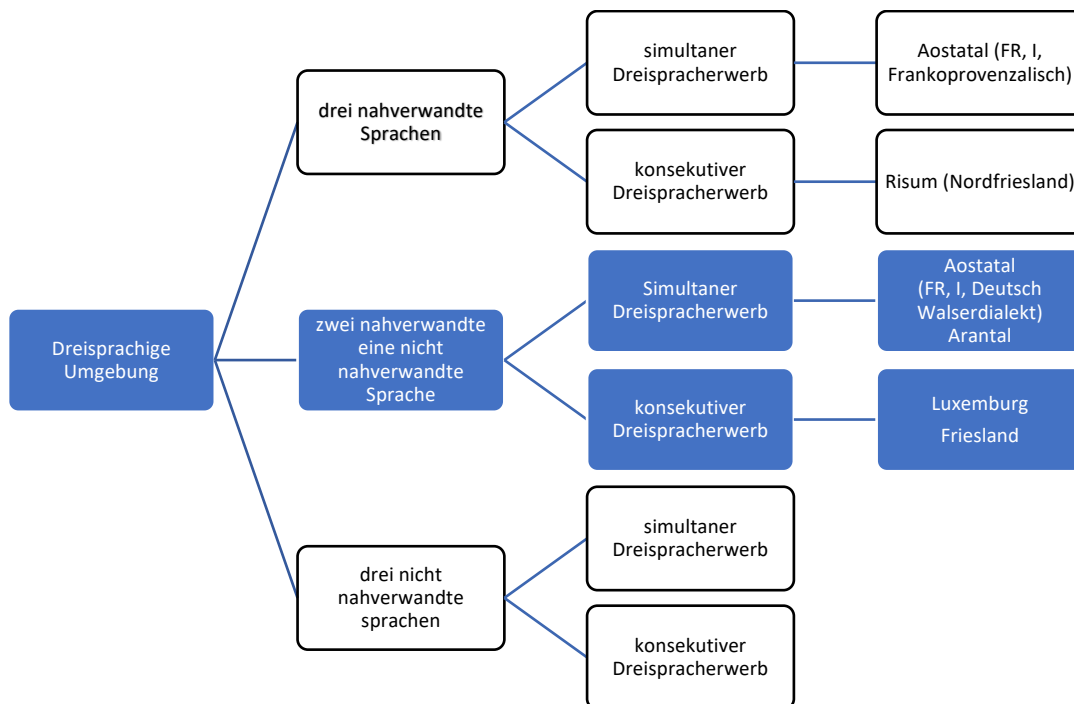 Dreisprachige
Umgebung
drei nahverwandte
Sprachen
simultaner
Dreispracherwerb
Aostatal (FR, I,
Frankoprovenzalisch)
konsekutiver
Dreispracherwerb
Risum (Nordfriesland)
zwei nahverwandte
eine nicht
nahverwandte
Sprache
Simultaner
Dreispracherwerb
Aostatal
(FR, I, Deutsch
Walserdialekt)
Arantal
konsekutiver
Dreispracherwerb
Luxemburg
Friesland
drei nicht
nahverwandte
sprachen
simultaner
Dreispracherwerb
konsekutiver
Dreispracherwerb